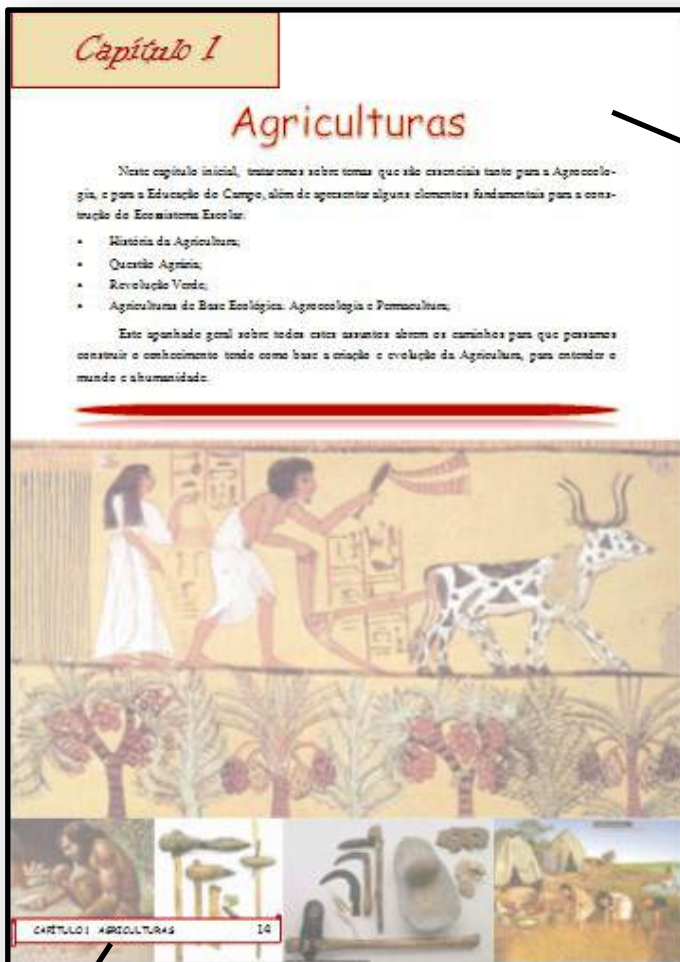 Capítulo 1
Agriculturas
Neste capítulo inicial, trataremos sobre temas que são essenciais tanto para a Agroecolo-
gia, e para a Educação do Campo, além de apresentar alguns elementos fundamentais para a cons-
trução do Ecossistema Escolar.
• História da Agricultura;
• Questão Agrária;
• Revolução Verde;
• Agriculturas de Base Ecológica: Agroecologia e Permacultura;
Este apanhado geral sobre todos estes assuntos abrem os caminhos para que possamos
construir o conhecimento tendo como base a criação e evolução da Agricultura, para entender o
mundo e a humanidade.
CAPÍTULO 1 AGRICULTURAS 14